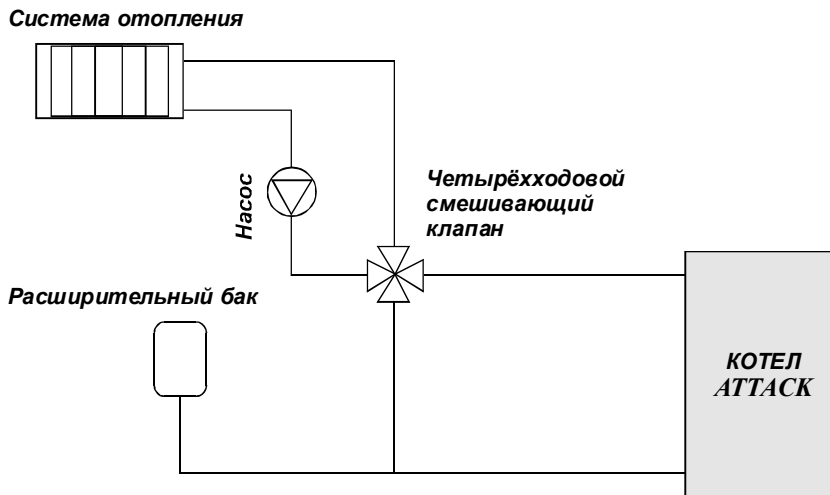 Система отопления
Насос
Четырёхходовой
смешивающий
клапан
Расширительный бак
КОТЕЛ
ATTACK